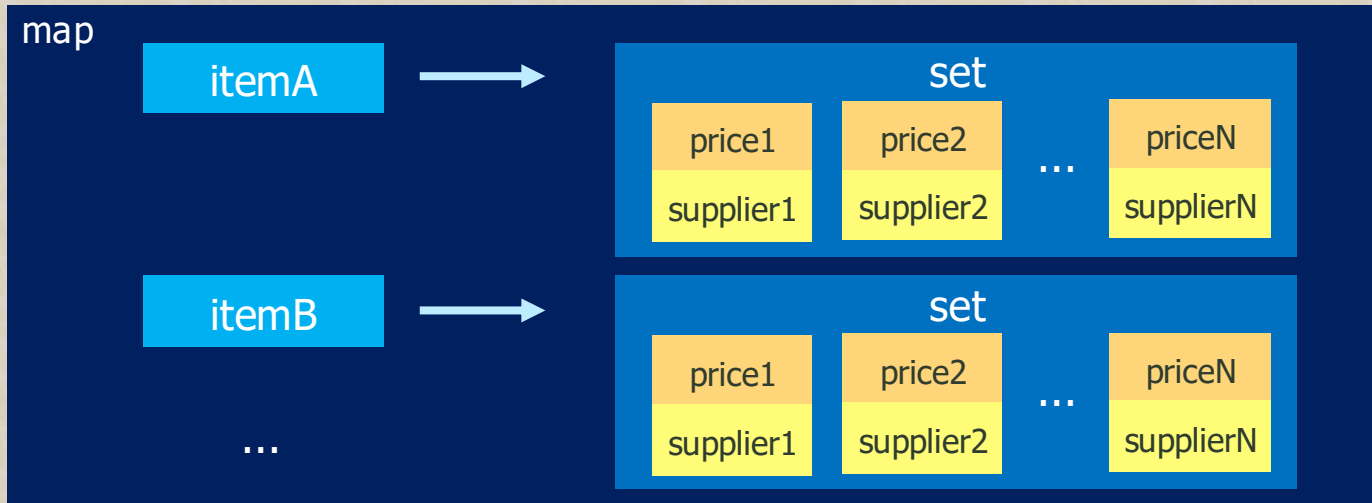 map
itemA
set
price1
price2
...
priceN
supplier1
supplier2
supplierN
itemB
set
price1
price2
...
priceN
supplier1
supplier2
supplierN
...